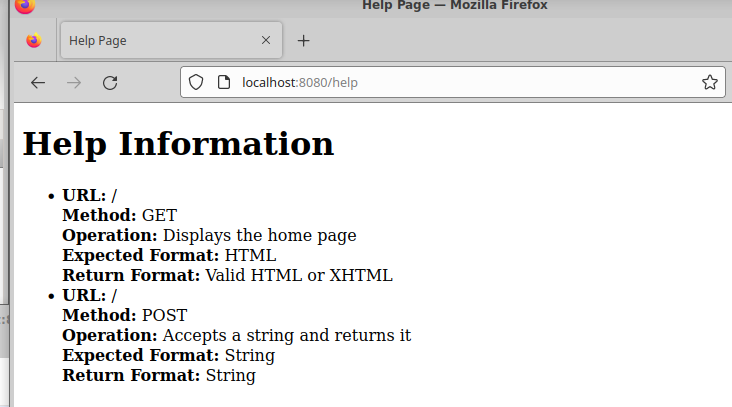 Help Page — Mozilla Firefox
Help Page
localhost:8080/help
Help Information
• URL: /
Method: GET
Operation: Displays the home page
Expected Format: HTML
Return Format: Valid HTML or XHTML
• URL: /
Method: POST
Operation: Accepts a string and returns it
Expected Format: String
Return Format: String